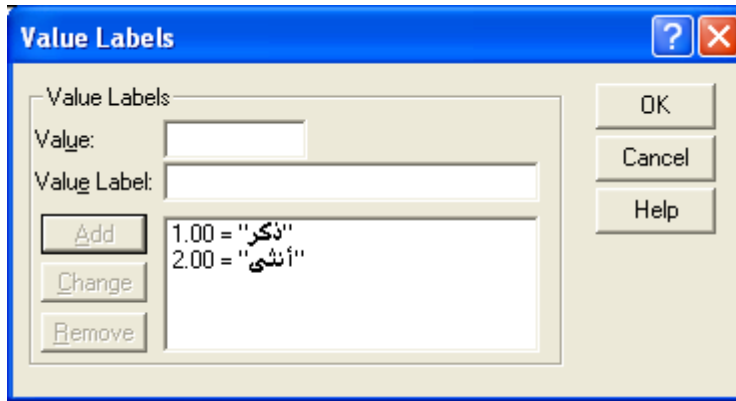 Value Labels
Value Labels
Value:
Value Label:
Add
Change
Remove
1.00 = "ذكر"
2.00 = "أنثى"
OK
Cancel
Help